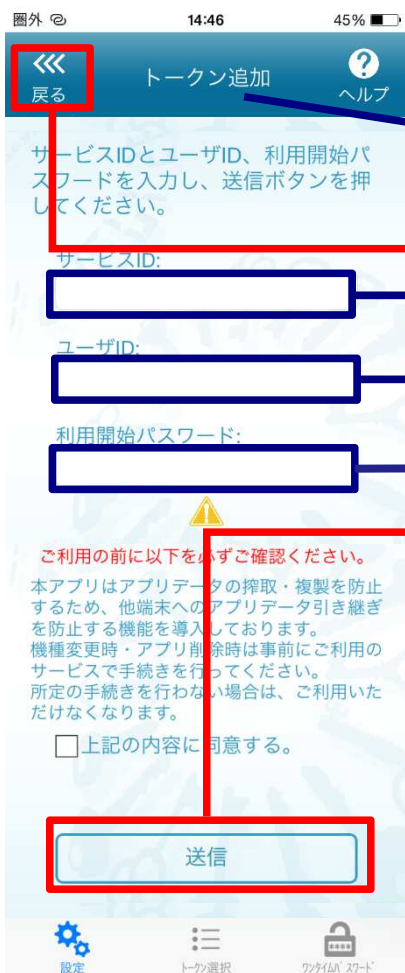 圏外
14:46
45%
戻る
トークン追加
?
ヘルプ
サービスIDとユーザID、利用開始パ
スワードを入力し、送信ボタンを押
してください。
サービスID:
ユーザID:
利用開始パスワード:
ご利用の前に以下を必ずご確認ください。
本アプリはアプリデータの搾取・複製を防止
するため、他端末へのアプリデータ引き継ぎ
を防止する機能を導入しております。
機種変更時・アプリ削除時は事前にご利用の
サービスで手続きを行ってください。
所定の手続きを行わない場合は、ご利用いた
だけなくなります。
上記の内容に同意する。
送信
設定
トークン選択
ワンタイムパスワード